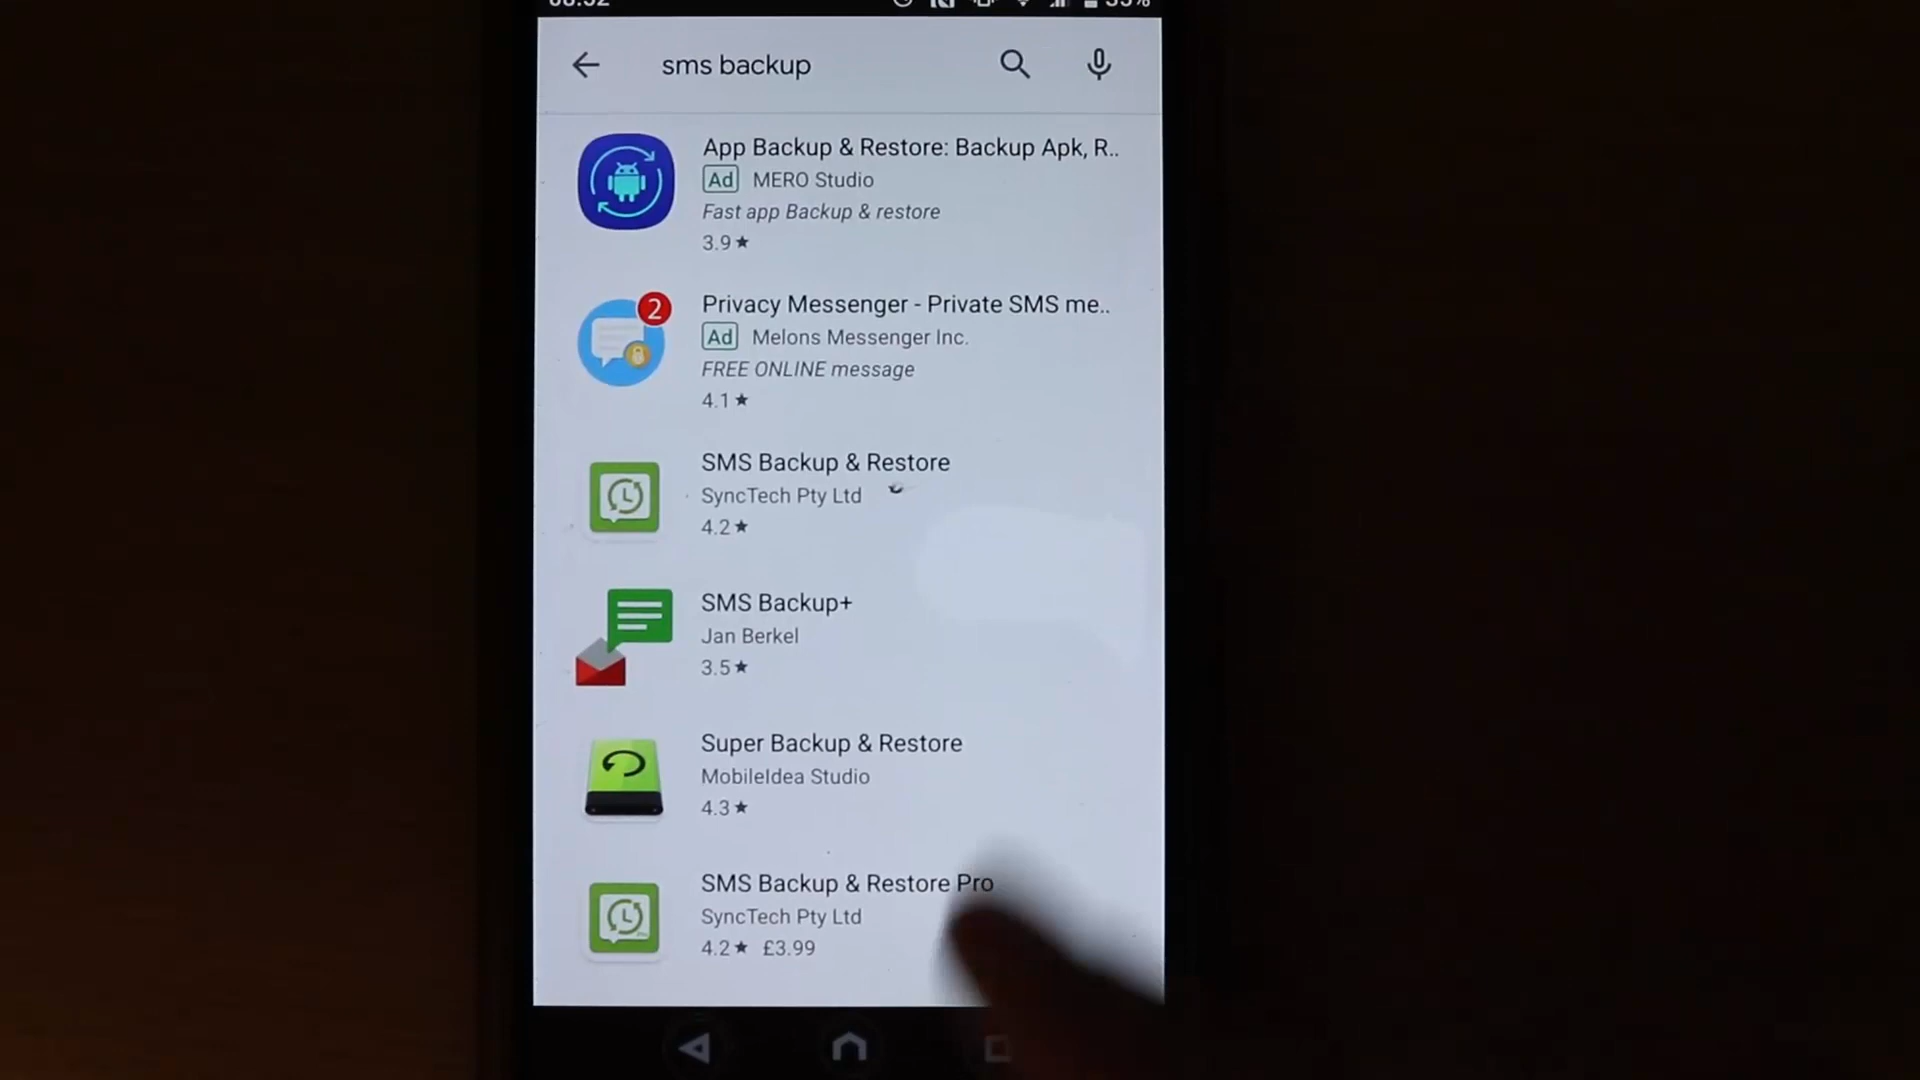 sms backup
App Backup & Restore: Backup Apk, R..
Ad MERO Studio
Fast app Backup & restore
3.9★
2
Privacy Messenger - Private SMS me..
Ad Melons Messenger Inc.
FREE ONLINE message
4.1★
SMS Backup & Restore
SyncTech Pty Ltd
4.2★
SMS Backup+
Jan Berkel
3.5★
Super Backup & Restore
MobileIdea Studio
4.3★
SMS Backup & Restore Pro
SyncTech Pty Ltd
4.2★ £3.99